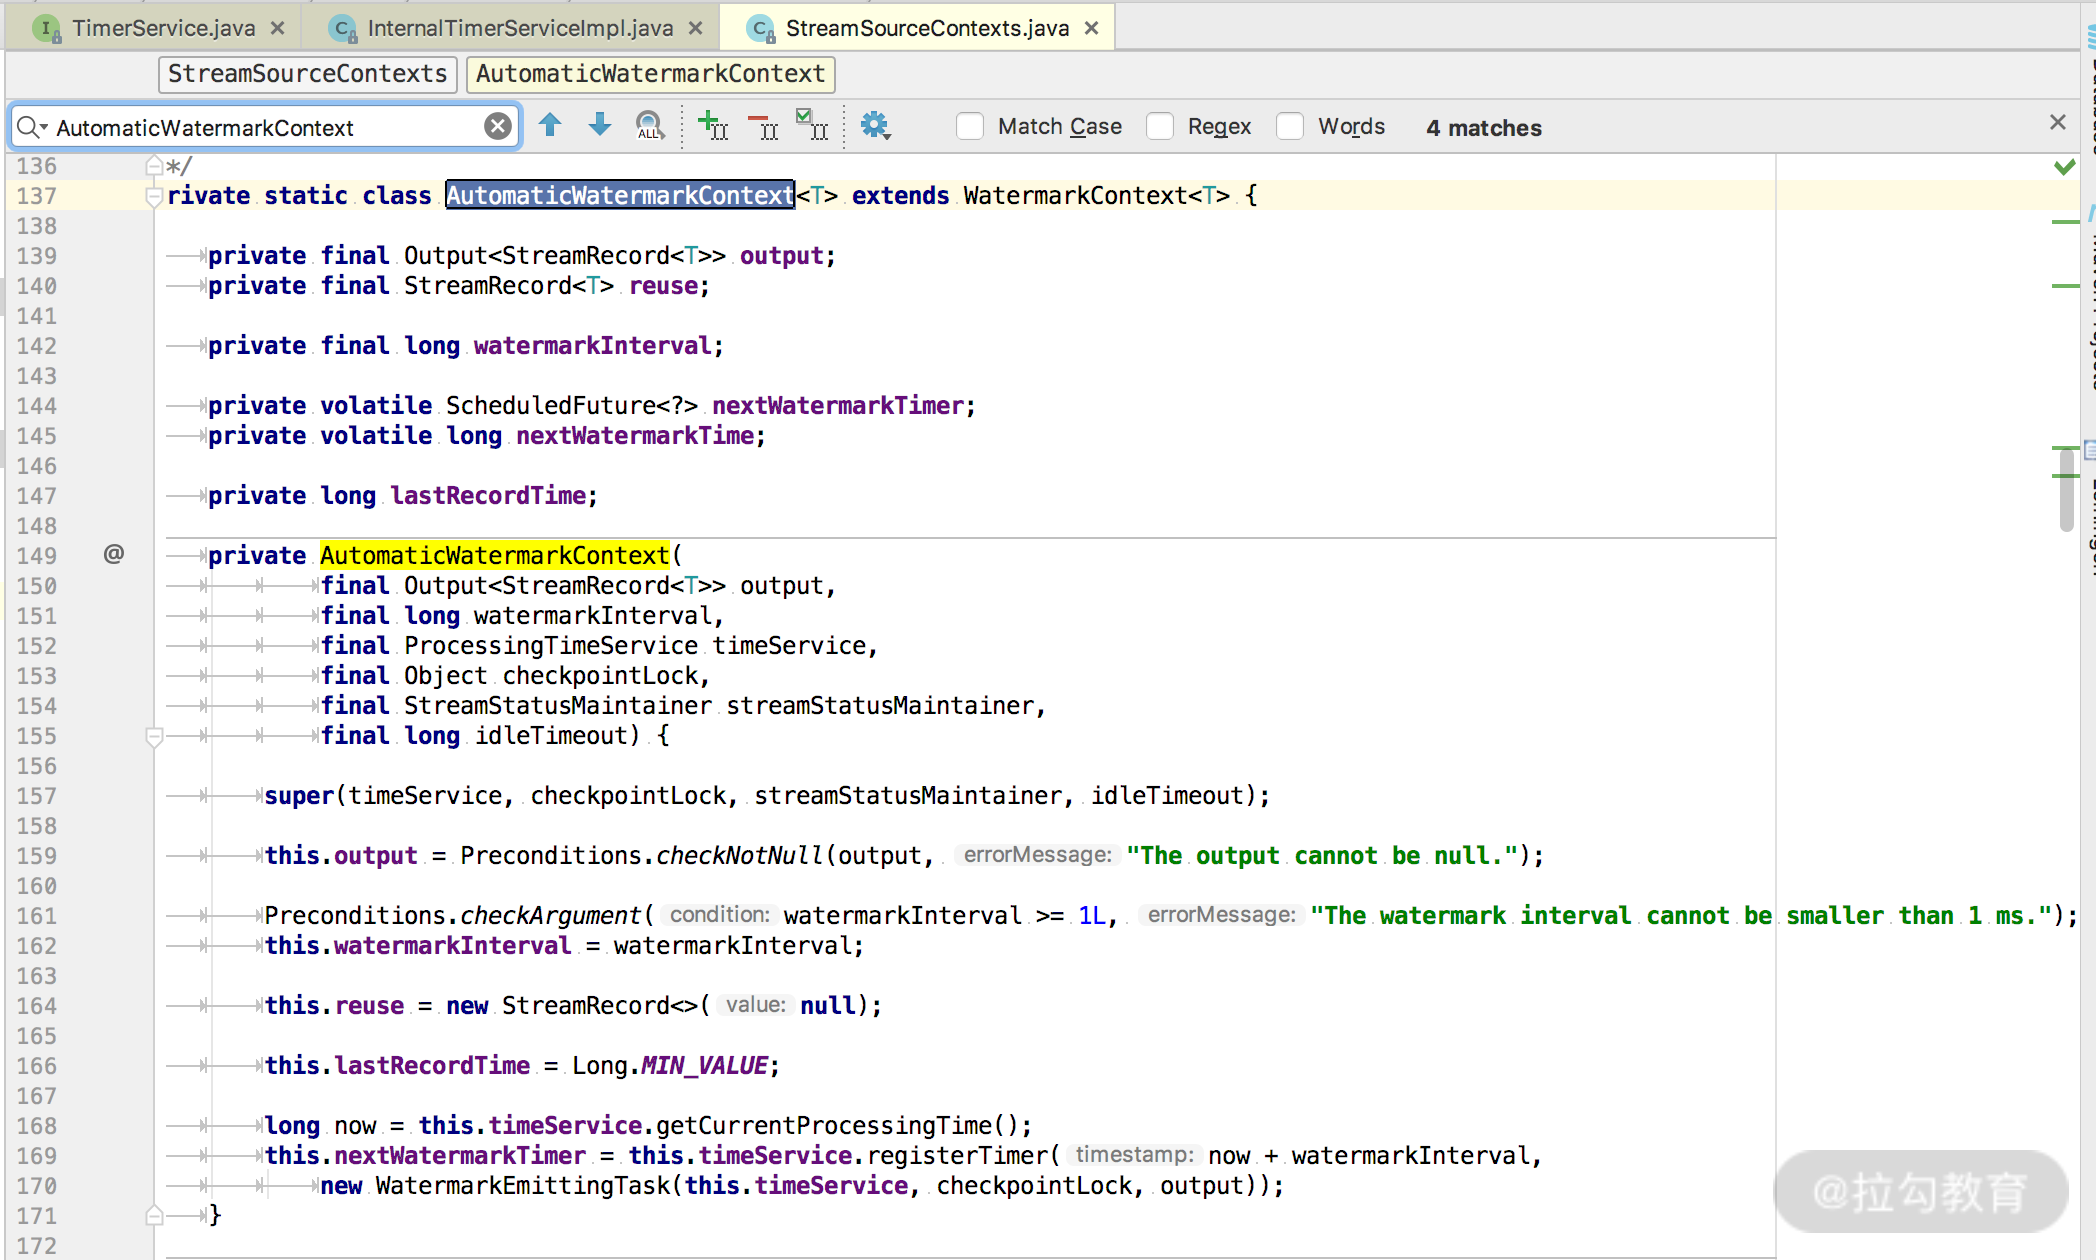 TimerService.java InternalTimerServiceImpl.java StreamSourceContexts.java
StreamSourceContexts AutomaticWatermarkContext
AutomaticWatermarkContext ALL Match Case Regex Words 4 matches
136 */
137 rivate static class AutomaticWatermarkContext<T> extends WatermarkContext<T> {
138
139 private final Output<StreamRecord<T>> output;
140 private final StreamRecord<T> reuse;
141
142 private final long watermarkInterval;
143
144 private volatile ScheduledFuture<?> nextWatermarkTimer;
145 private volatile long nextWatermarkTime;
146
147 private long lastRecordTime;
148
149 @ private AutomaticWatermarkContext(
150 final Output<StreamRecord<T>> output,
151 final long watermarkInterval,
152 final ProcessingTimeService timeService,
153 final Object checkpointLock,
154 final StreamStatusMaintainer streamStatusMaintainer,
155 final long idleTimeout) {
156
157 super(timeService, checkpointLock, streamStatusMaintainer, idleTimeout);
158
159 this.output = Preconditions.checkNotNull(output, errorMessage: "The output cannot be null.");
160
161 Preconditions.checkArgument( condition: watermarkInterval >= 1L, errorMessage: "The watermark interval cannot be smaller than 1 ms.");
162 this.watermarkInterval = watermarkInterval;
163
164 this.reuse = new StreamRecord<>( value: null);
165
166 this.lastRecordTime = Long.MIN_VALUE;
167
168 long now = this.timeService.getCurrentProcessingTime();
169 this.nextWatermarkTimer = this.timeService.registerTimer( timestamp: now + watermarkInterval,
170 new WatermarkEmittingTask(this.timeService, checkpointLock, output));
171 }
172
@拉勾教育